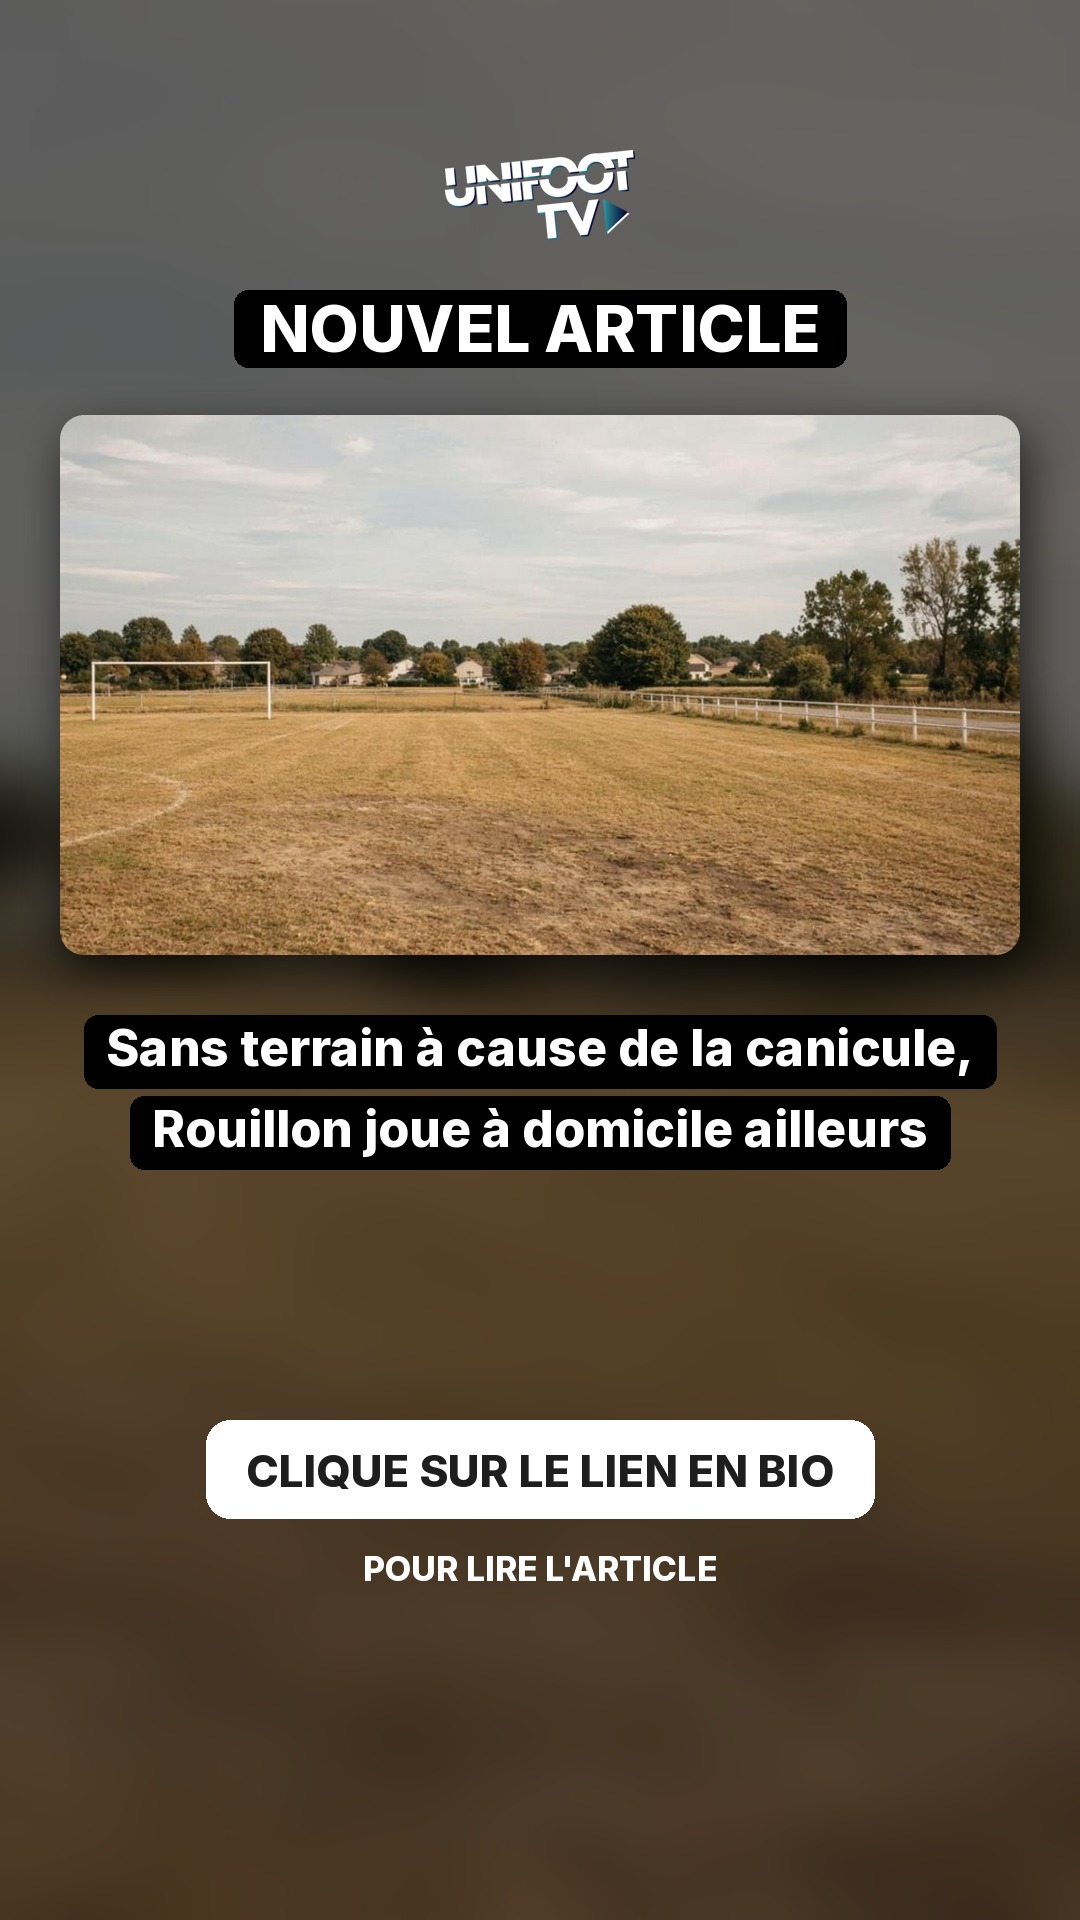 UNIFOOT
TV
NOUVEL ARTICLE
Sans terrain à cause de la canicule,
Rouillon joue à domicile ailleurs
CLIQUE SUR LE LIEN EN BIO
POUR LIRE L'ARTICLE